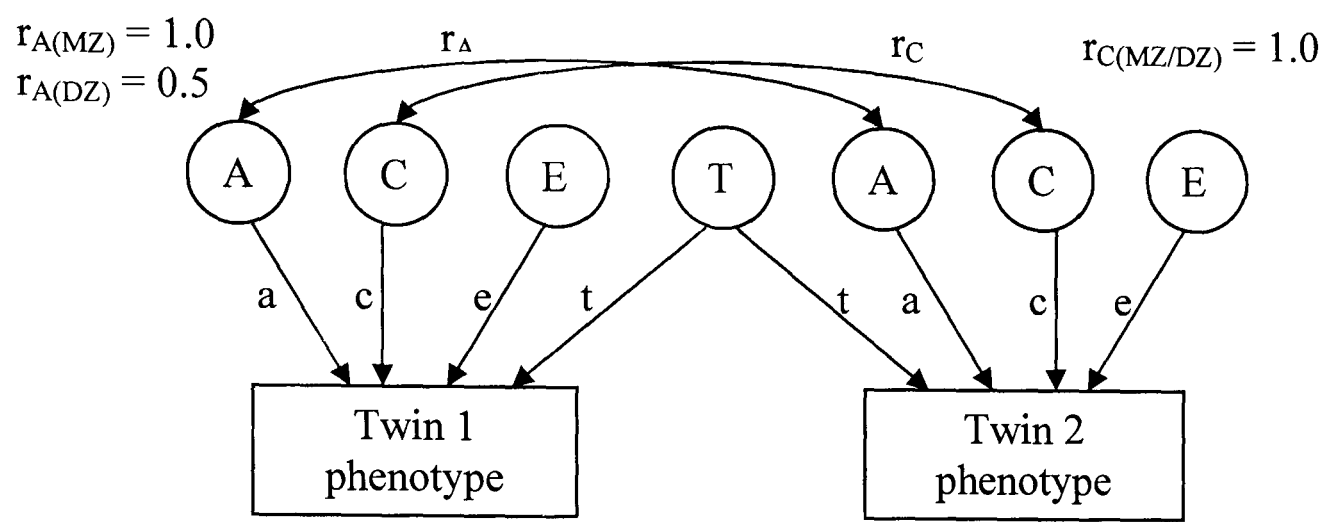 r_A(MZ) = 1.0
r_A(DZ) = 0.5
r_A
r_C
r_C(MZ/DZ) = 1.0
A
C
E
T
A
C
E
a
c
e
t
t
a
c
e
Twin 1
phenotype
Twin 2
phenotype